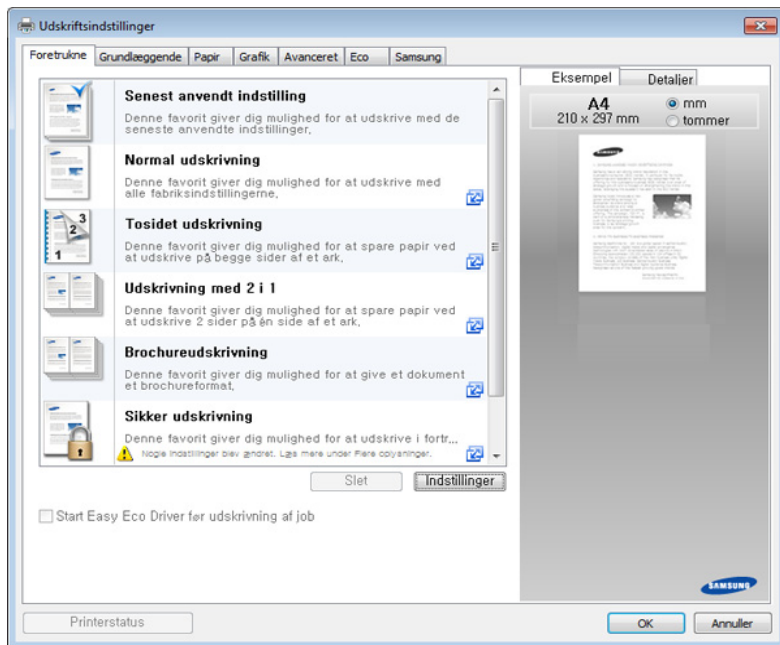 Udskriftsindstillinger
Foretrukne Grundlæggende Papir Grafik Avanceret Eco Samsung
Senest anvendt indstilling
Denne favorit giver dig mulighed for at udskrive med de
seneste anvendte indstillinger.
Normal udskrivning
Denne favorit giver dig mulighed for at udskrive med
alle fabriksindstillingerne.
Tosidet udskrivning
Denne favorit giver dig mulighed for at spare papir ved
at udskrive på begge sider af et ark.
Udskrivning med 2 i 1
Denne favorit giver dig mulighed for at spare papir ved
at udskrive 2 sider på én side af et ark.
Brochureudskrivning
Denne favorit giver dig mulighed for at give et dokument
et brochureformat.
Sikker udskrivning
Denne favorit giver dig mulighed for at udskrive i fortr...
Nogle indstillinger blev ændret. Læs mere under Flere oplysninger.
Slet Indstillinger
Start Easy Eco Driver før udskrivning af job
Printerstatus
Eksempel Detaljer
A4
210 x 297 mm
mm
tommer
SAMSUNG
SAMSUNG
OK Annuller
1
2
3